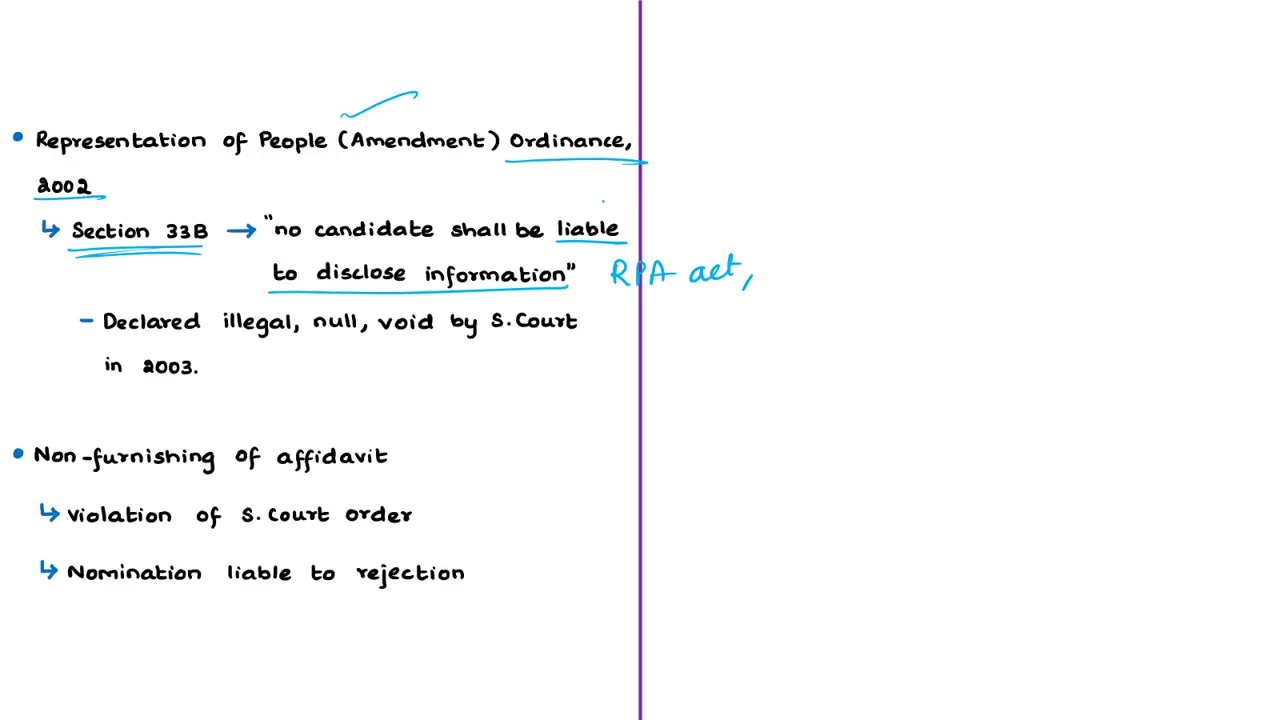 • Representation of People (Amendment) Ordinance,
2002
↳ Section 33B → "no candidate shall be liable
to disclose information" RPA act,
- Declared illegal, null, void by S.Court
in 2003.
• Non-furnishing of affidavit
↳ Violation of S.Court order
↳ Nomination liable to rejection